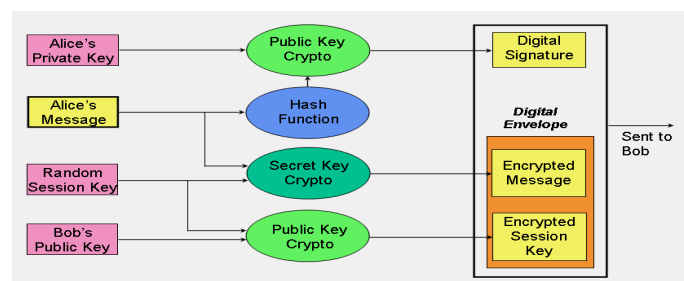 Alice's
Private Key
Public Key
Crypto
Digital
Signature
Alice's
Message
Hash
Function
Digital
Envelope
Sent to
Bob
Random
Session Key
Secret Key
Crypto
Encrypted
Message
Bob's
Public Key
Public Key
Crypto
Encrypted
Session
Key